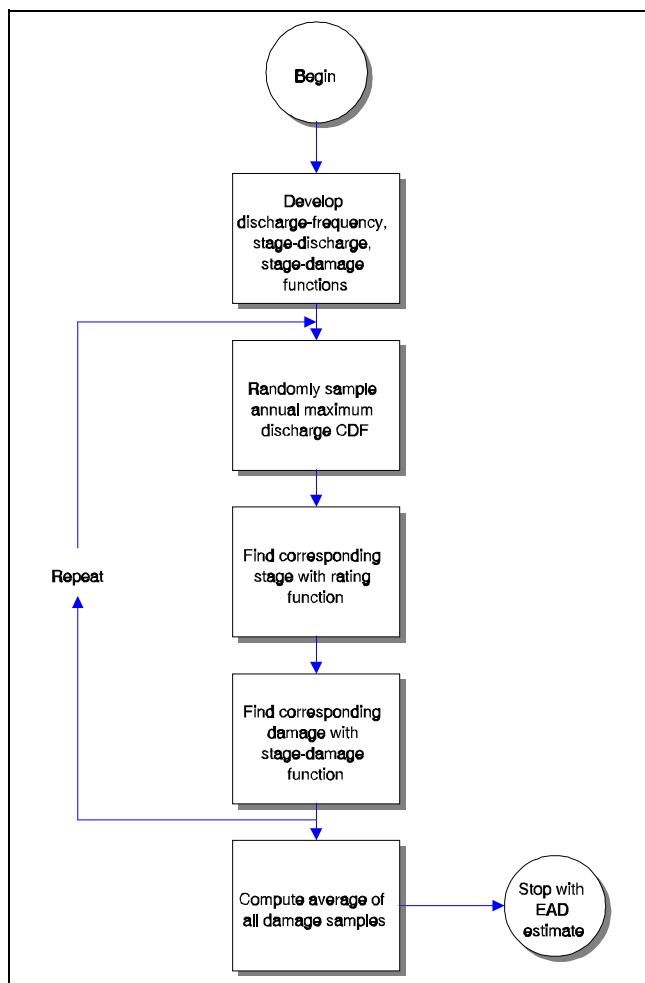 Begin
Develop
discharge-frequency,
stage-discharge,
stage-damage
functions
Randomly sample
annual maximum
discharge CDF
Find corresponding
stage with rating
function
Repeat
Find corresponding
damage with
stage-damage
function
Compute average of
all damage samples
Stop with
EAD
estimate